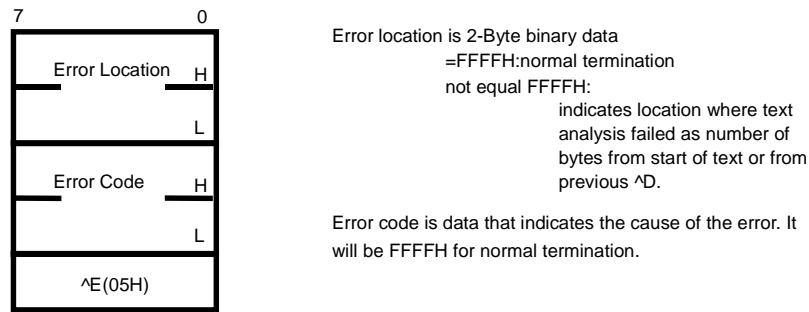 7 0
Error Location H
L
Error Code H
L
^E(05H)
Error location is 2-Byte binary data
=FFFFH:normal termination
not equal FFFFH:
indicates location where text
analysis failed as number of
bytes from start of text or from
previous ^D.
Error code is data that indicates the cause of the error. It
will be FFFFH for normal termination.